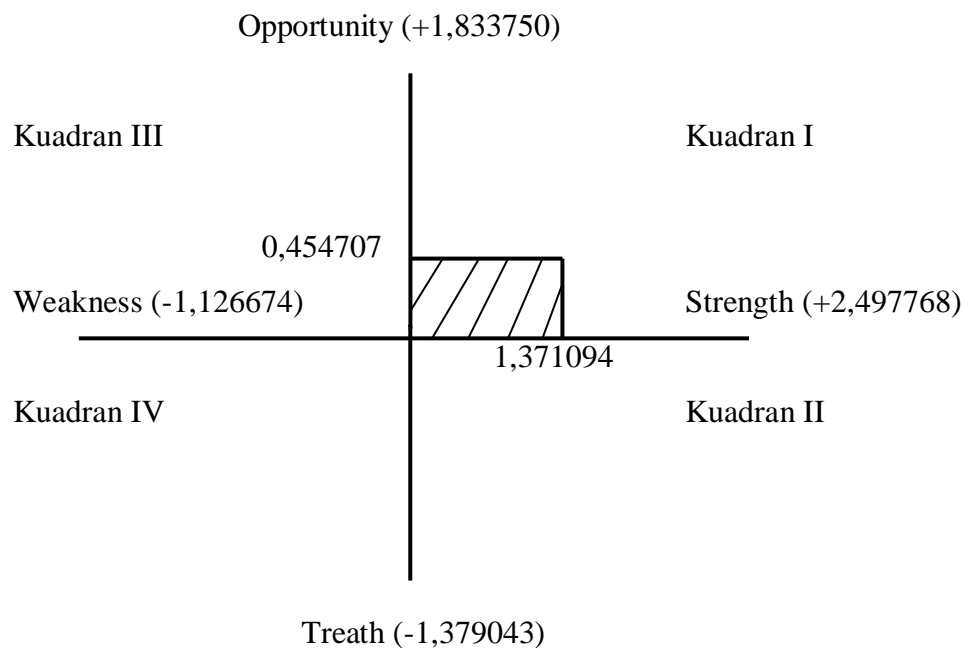 Opportunity (+1,833750)
Kuadran III
Kuadran I
0,454707
Weakness (-1,126674)
Strength (+2,497768)
1,371094
Kuadran IV
Kuadran II
Treath (-1,379043)